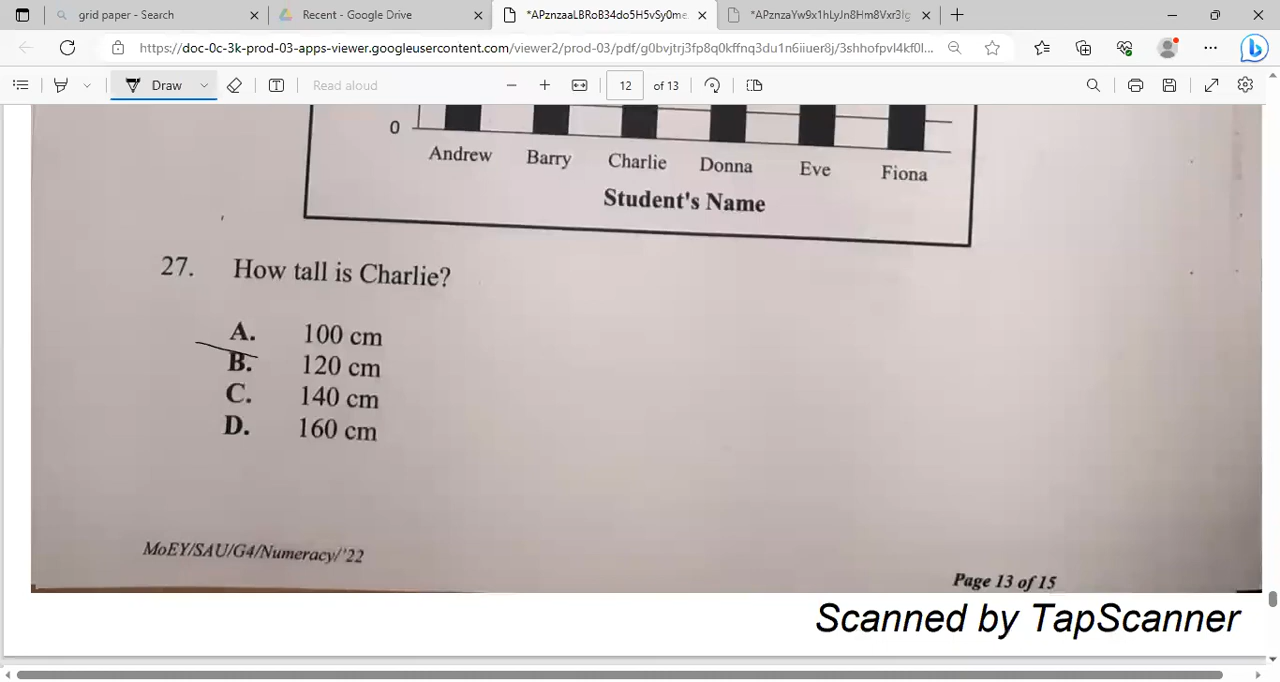 grid paper - Search
Recent - Google Drive
*APznzaaLBRoB34do5H5vSy0me
*APznzaYw9x1hLyJn8Hm8Vxr3Ig
https://doc-0c-3k-prod-03-apps-viewer.googleusercontent.com/viewer2/prod-03/pdf/g0bvjtrj3fp8q0kffnq3du1n6iiuer8j/3shhofpvl4kf0l...
Draw
Read aloud
12 of 13
0
Andrew Barry Charlie Donna Eve Fiona
Student's Name
27. How tall is Charlie?
A. 100 cm
B. 120 cm
C. 140 cm
D. 160 cm
MoEY/SAU/G4/Numeracy/'22
Page 13 of 15
Scanned by TapScanner